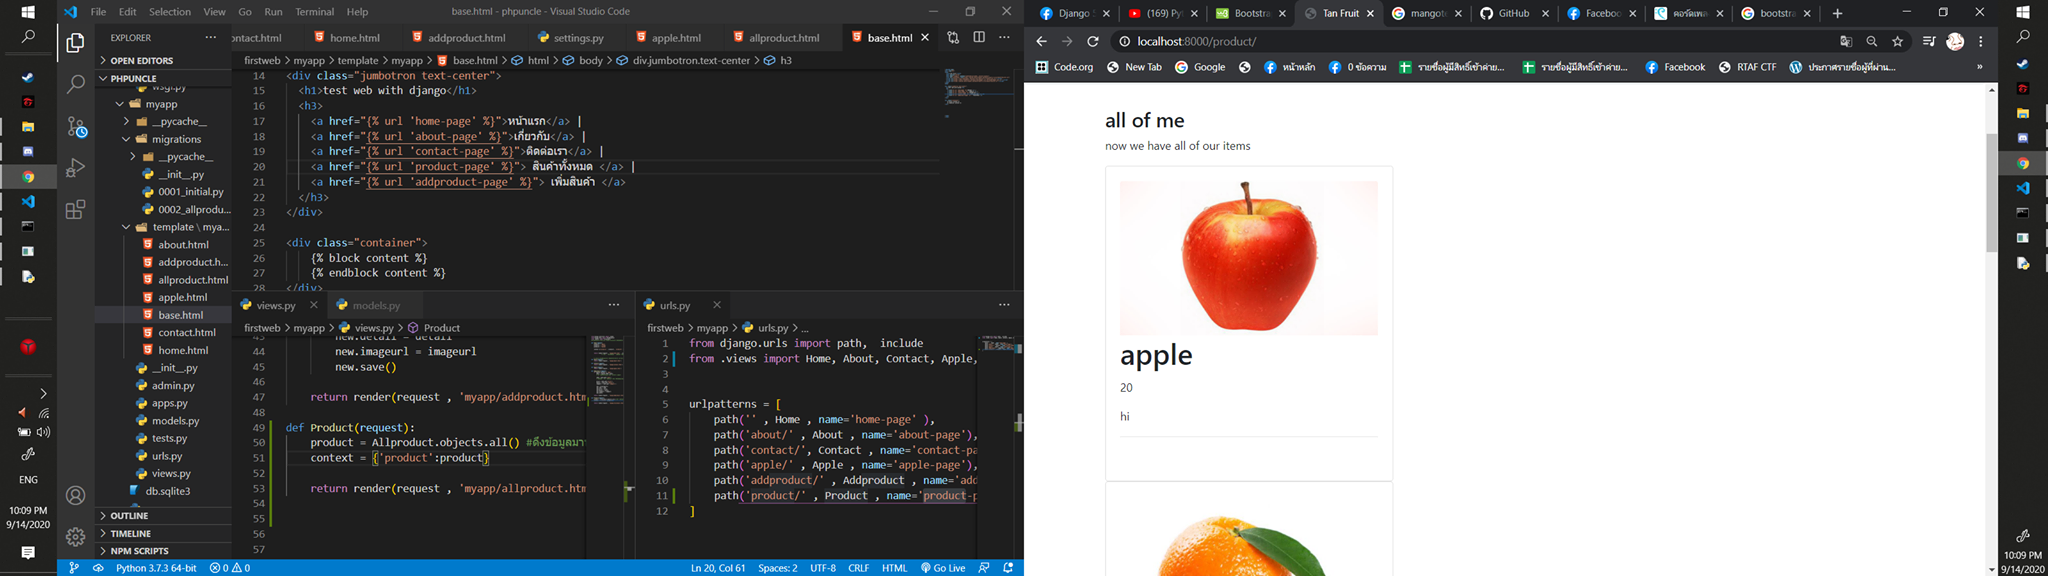 File Edit Selection View Go Run Terminal Help
base.html - phpuncle - Visual Studio Code
EXPLORER
OPEN EDITORS
PHPUNCLE
wsgi.py
myapp
__pycache__
migrations
__pycache__
__init__.py
0001_initial.py
0002_allprodu...
template \ mya...
about.html
addproduct.h...
allproduct.html
apple.html
base.html
contact.html
home.html
__init__.py
admin.py
apps.py
models.py
tests.py
urls.py
views.py
db.sqlite3
OUTLINE
TIMELINE
NPM SCRIPTS
ontact.html home.html addproduct.html settings.py apple.html allproduct.html base.html
firstweb > myapp > template > myapp > base.html > html > body > div.jumbotron.text-center > h3
14 <div class="jumbotron text-center">
15 <h1>test web with django</h1>
16 <h3>
17 <a href="{% url 'home-page' %}">หน้าแรก</a> |
18 <a href="{% url 'about-page' %}">เกี่ยวกับ</a> |
19 <a href="{% url 'contact-page' %}">ติดต่อเรา</a> |
20 <a href="{% url 'product-page' %}"> สินค้าทั้งหมด </a> |
21 <a href="{% url 'addproduct-page' %}"> เพิ่มสินค้า </a>
22 </h3>
23 </div>
24
25 <div class="container">
26 {% block content %}
27 {% endblock content %}
28 </div>
views.py models.py
firstweb > myapp > views.py > Product
43 new.detail = detail
44 new.imageurl = imageurl
45 new.save()
46
47 return render(request , 'myapp/addproduct.htm
48
49 def Product(request):
50 product = Allproduct.objects.all() #ดึงข้อมูลมา
51 context = {'product':product}
52
53 return render(request , 'myapp/allproduct.htm
54
55
56
57
urls.py
firstweb > myapp > urls.py > ...
1 from django.urls import path, include
2 from .views import Home, About, Contact, Apple,
3
4
5 urlpatterns = [
6 path('' , Home , name='home-page' ),
7 path('about/' , About , name='about-page'),
8 path('contact/', Contact , name='contact-pa
9 path('apple/' , Apple , name='apple-page'),
10 path('addproduct/' , Addproduct , name='add
11 path('product/' , Product , name='product-p
12 ]
Python 3.7.3 64-bit 0 0 Ln 20, Col 61 Spaces: 2 UTF-8 CRLF HTML Go Live
ENG
10:09 PM
9/14/2020
Django S (169) Py Bootstra Tan Fruit mangote GitHub Faceboo คอร์ดเพล bootstra
localhost:8000/product/
Code.org New Tab Google หน้าหลัก 0 ข้อความ รายชื่อผู้มีสิทธิ์เข้าค่าย... รายชื่อผู้มีสิทธิ์เข้าค่าย... Facebook RTAF CTF ประกาศรายชื่อผู้ที่ผ่าน... »
all of me
now we have all of our items
apple
20
hi
10:09 PM
9/14/2020